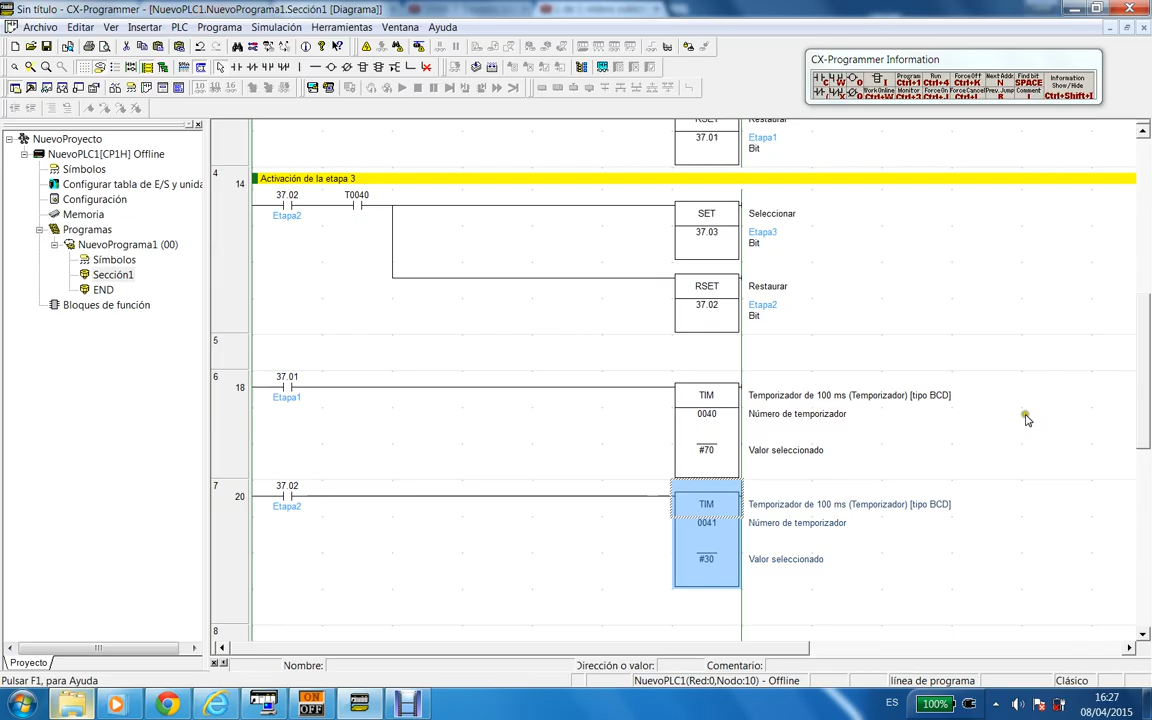 Sin título - CX-Programmer - [NuevoPLC1.NuevoPrograma1.Sección1 [Diagrama]]
Archivo Editar Ver Insertar PLC Programa Simulación Herramientas Ventana Ayuda
CX-Programmer Information
NuevoProyecto
NuevoPLC1[CP1H] Offline
Símbolos
Configurar tabla de E/S y unida
Configuración
Memoria
Programas
NuevoPrograma1 (00)
Símbolos
Sección1
END
Bloques de función
Proyecto
RSET Restaurar
37.01 Etapa1
Bit
4
14
Activación de la etapa 3
37.02 T0040
Etapa2
SET Seleccionar
37.03 Etapa3
Bit
RSET Restaurar
37.02 Etapa2
Bit
5
6
18
37.01
Etapa1
TIM Temporizador de 100 ms (Temporizador) [tipo BCD]
0040 Número de temporizador
#70 Valor seleccionado
7
20
37.02
Etapa2
TIM Temporizador de 100 ms (Temporizador) [tipo BCD]
0041 Número de temporizador
#30 Valor seleccionado
8
Nombre: Dirección o valor: Comentario:
Pulsar F1, para Ayuda
NuevoPLC1(Red:0,Nodo:10) - Offline
línea de programa
Clásico
ON
OFF
ES
100%
16:27
08/04/2015